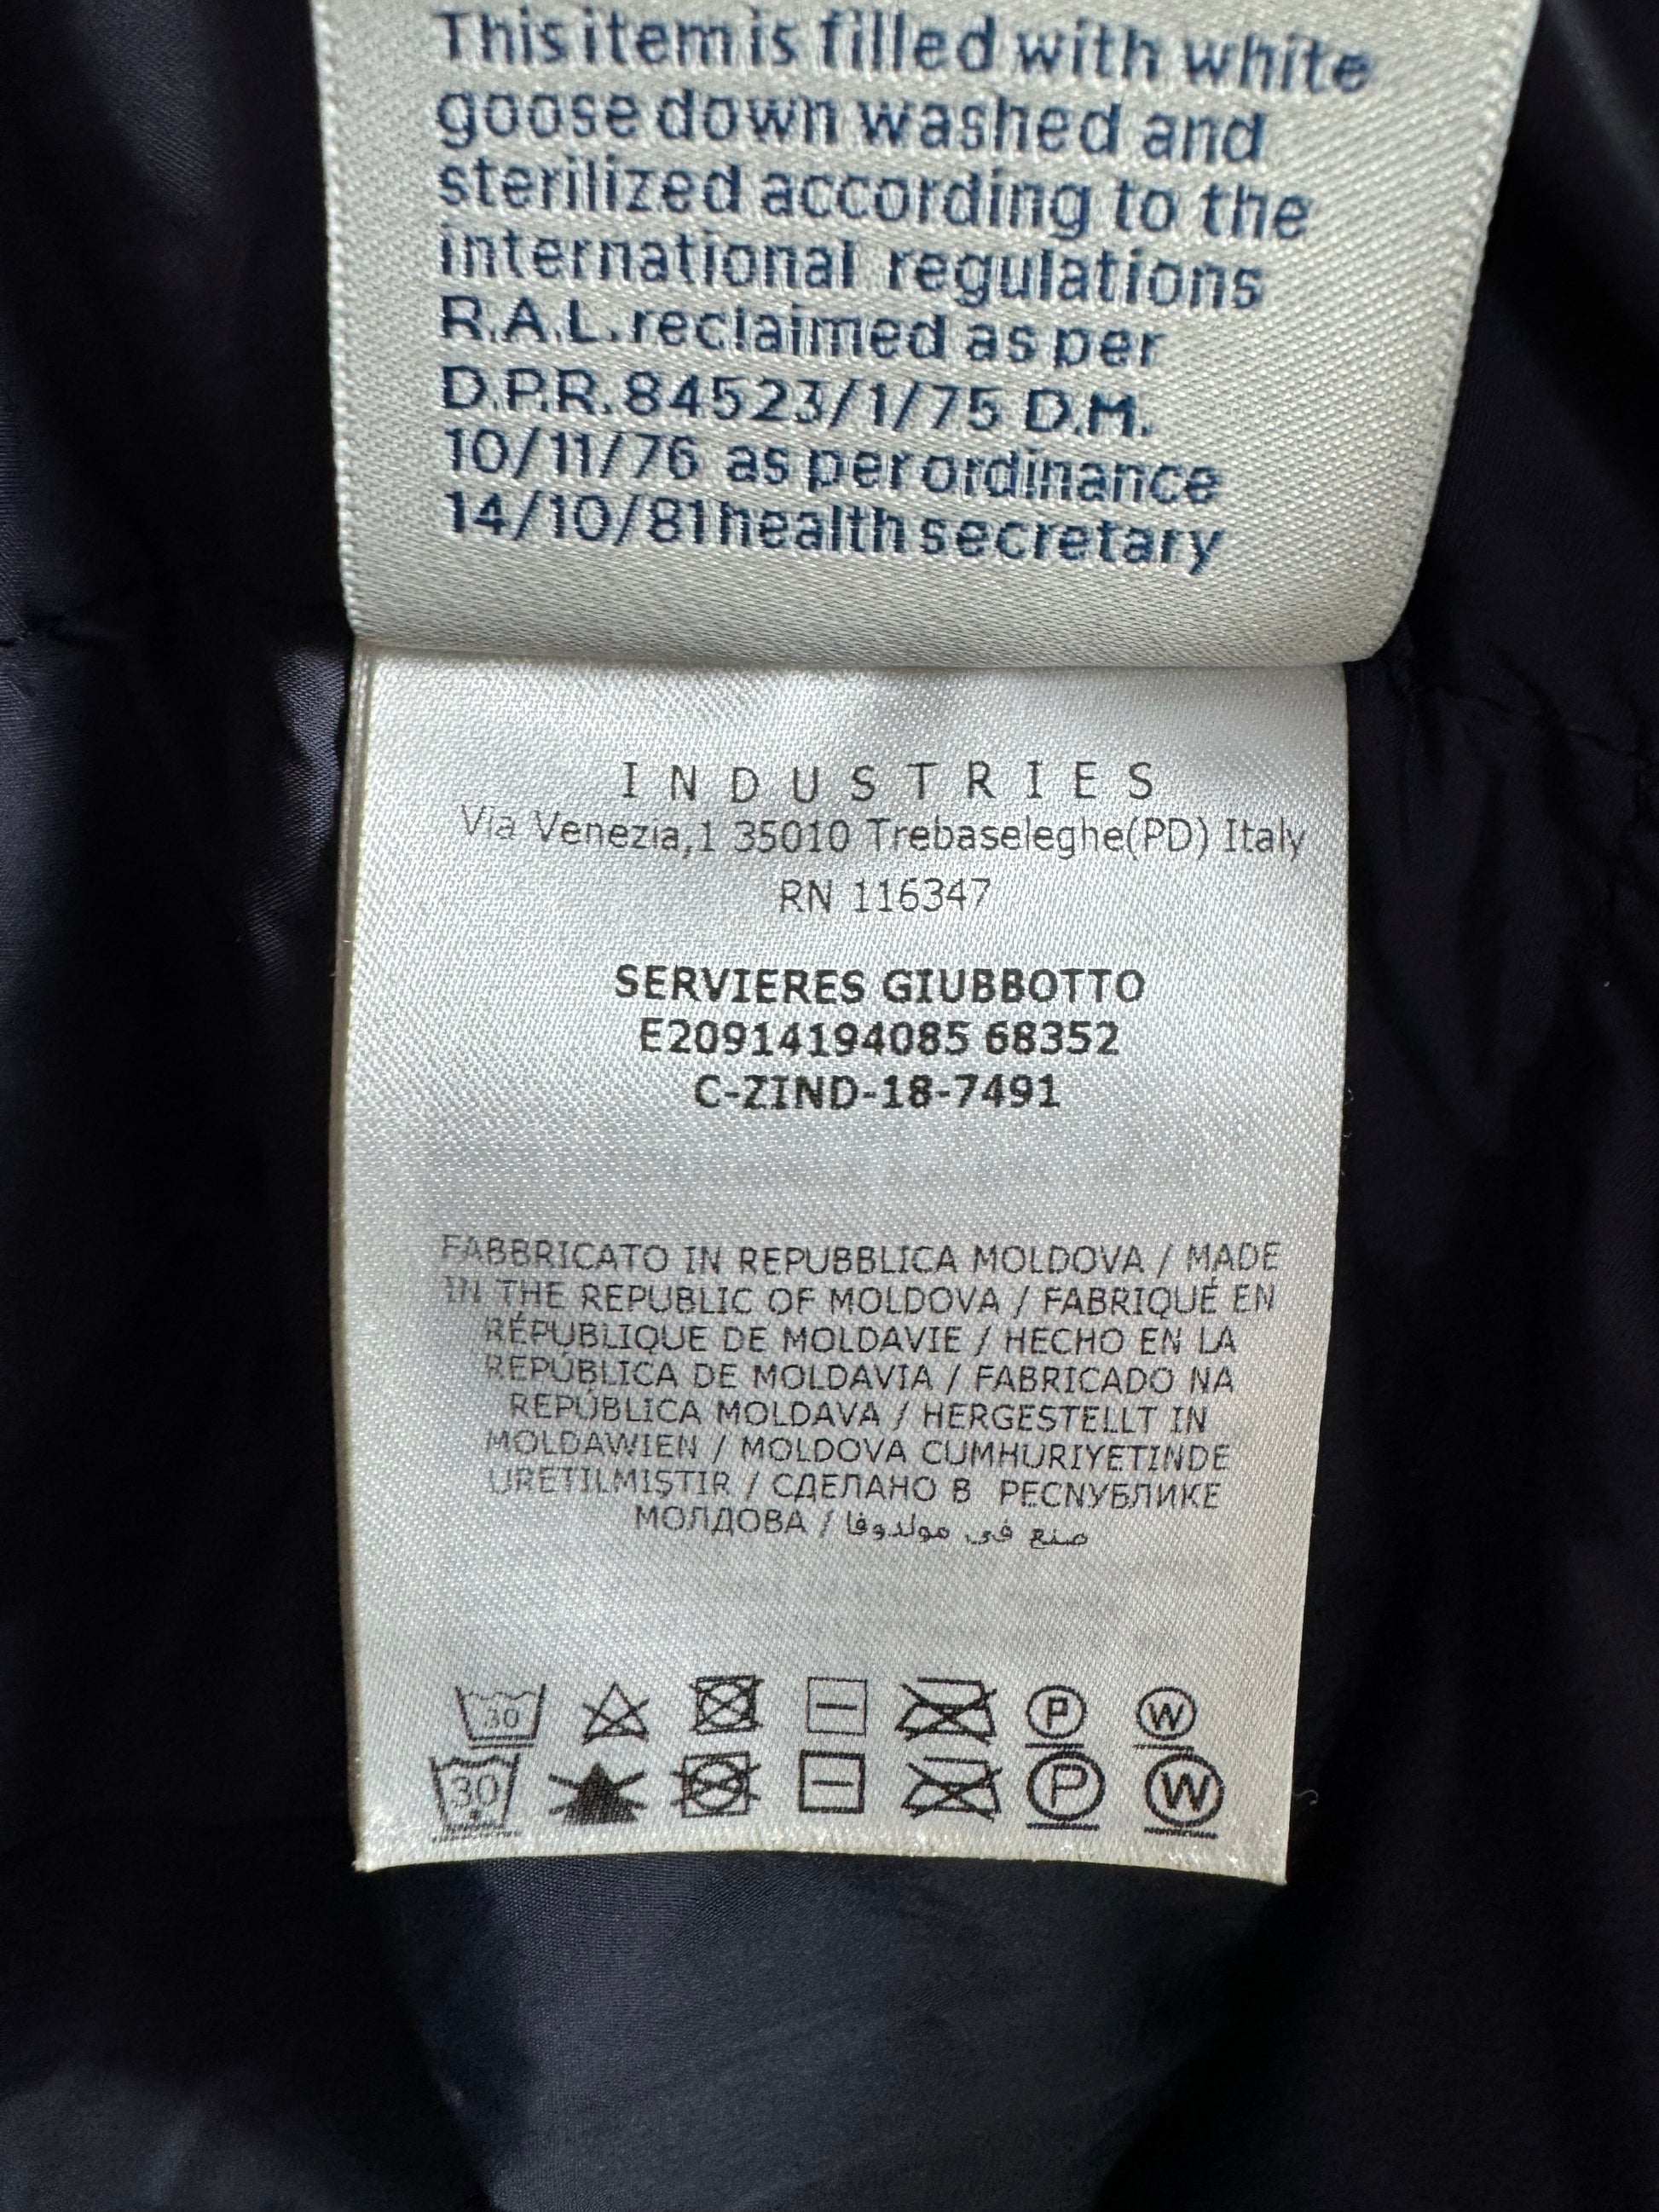 This item is filled with white
goose down washed and
sterilized according to the
international regulations
R.A.L. reclaimed as per
D.P.R. 84523/1/75 D.M.
10/11/76 as per ordinance
14/10/81 health secretary
INDUSTRIES
Via Venezia,1 35010 Trebaseleghe(PD) Italy
RN 116347
SERVIERES GIUBBOTTO
E20914194085 68352
C-ZIND-18-7491
FABBRICATO IN REPUBBLICA MOLDOVA / MADE
IN THE REPUBLIC OF MOLDOVA / FABRIQUÉ EN
RÉPUBLIQUE DE MOLDAVIE / HECHO EN LA
REPÚBLICA DE MOLDAVIA / FABRICADO NA
REPÚBLICA MOLDAVA / HERGESTELLT IN
MOLDAWIEN / MOLDOVA CUMHURIYETINDE
URETILMIŞTIR / СДЕЛАНО В РЕСNУБЛИКЕ
МОЛДОВА / صنع في مولدوفا
30 P W
30 P W